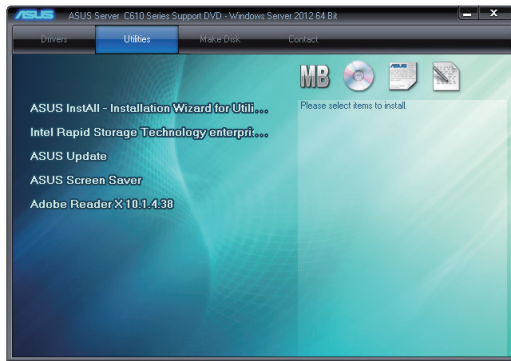 ASUS ASUS Server C610 Series Support DVD - Windows Server 2012 64 Bit
Drivers Utilities Make Disk Contact
MB
Please select items to install.
ASUS InstAll - Installation Wizard for Utili...
Intel Rapid Storage Technology enterpri...
ASUS Update
ASUS Screen Saver
Adobe Reader X 10.1.4.38